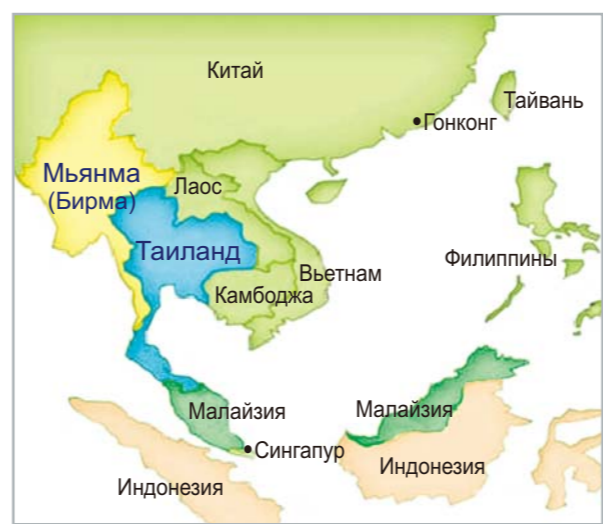 Китай
Тайвань
Гонконг
Мьянма
(Бирма)
Лаос
Таиланд
Филиппины
Вьетнам
Камбоджа
Малайзия
Малайзия
Сингапур
Индонезия
Индонезия